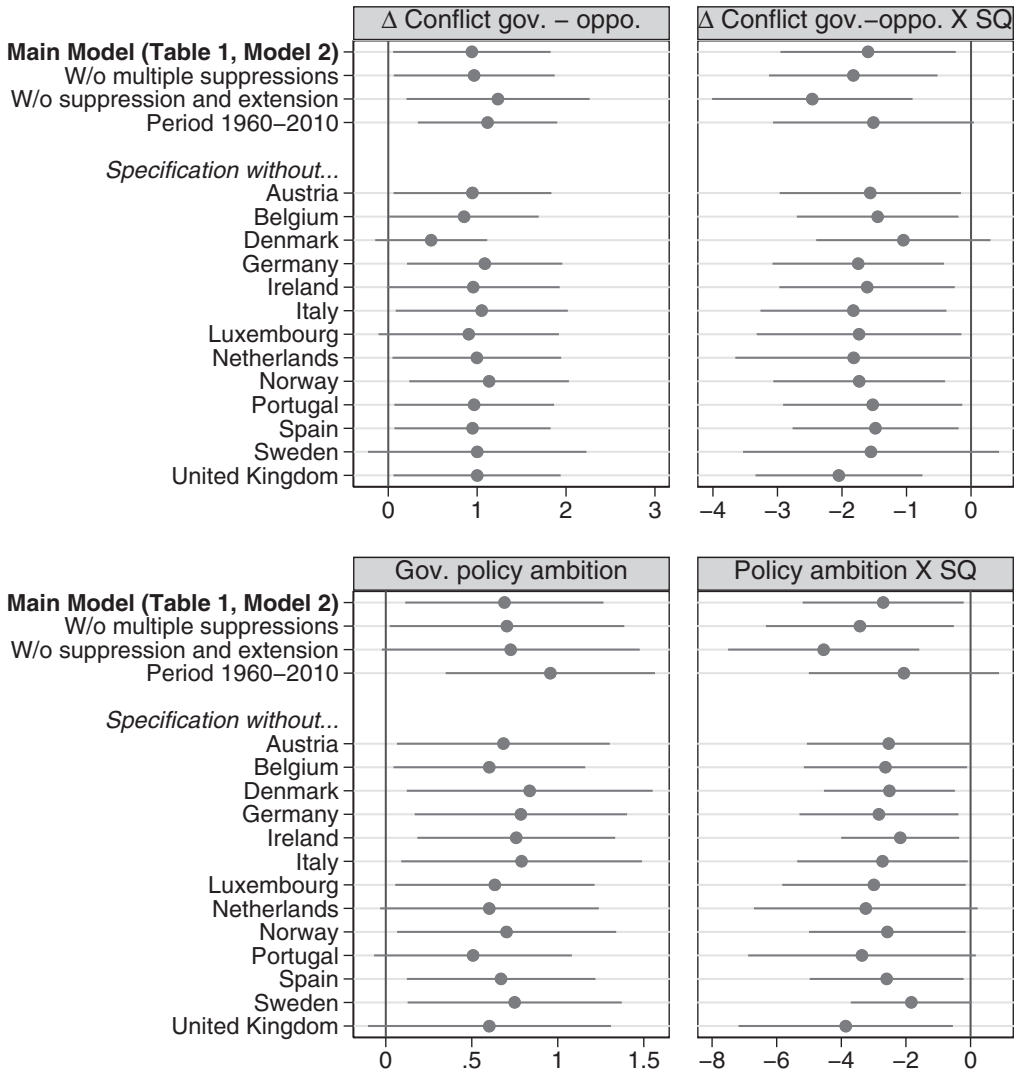 Δ Conflict gov. – oppo.
Δ Conflict gov.–oppo. X SQ
Main Model (Table 1, Model 2)
W/o multiple suppressions
W/o suppression and extension
Period 1960–2010
Specification without...
Austria
Belgium
Denmark
Germany
Ireland
Italy
Luxembourg
Netherlands
Norway
Portugal
Spain
Sweden
United Kingdom
0 1 2 3
–4 –3 –2 –1 0
Gov. policy ambition
Policy ambition X SQ
Main Model (Table 1, Model 2)
W/o multiple suppressions
W/o suppression and extension
Period 1960–2010
Specification without...
Austria
Belgium
Denmark
Germany
Ireland
Italy
Luxembourg
Netherlands
Norway
Portugal
Spain
Sweden
United Kingdom
0 .5 1 1.5
–8 –6 –4 –2 0